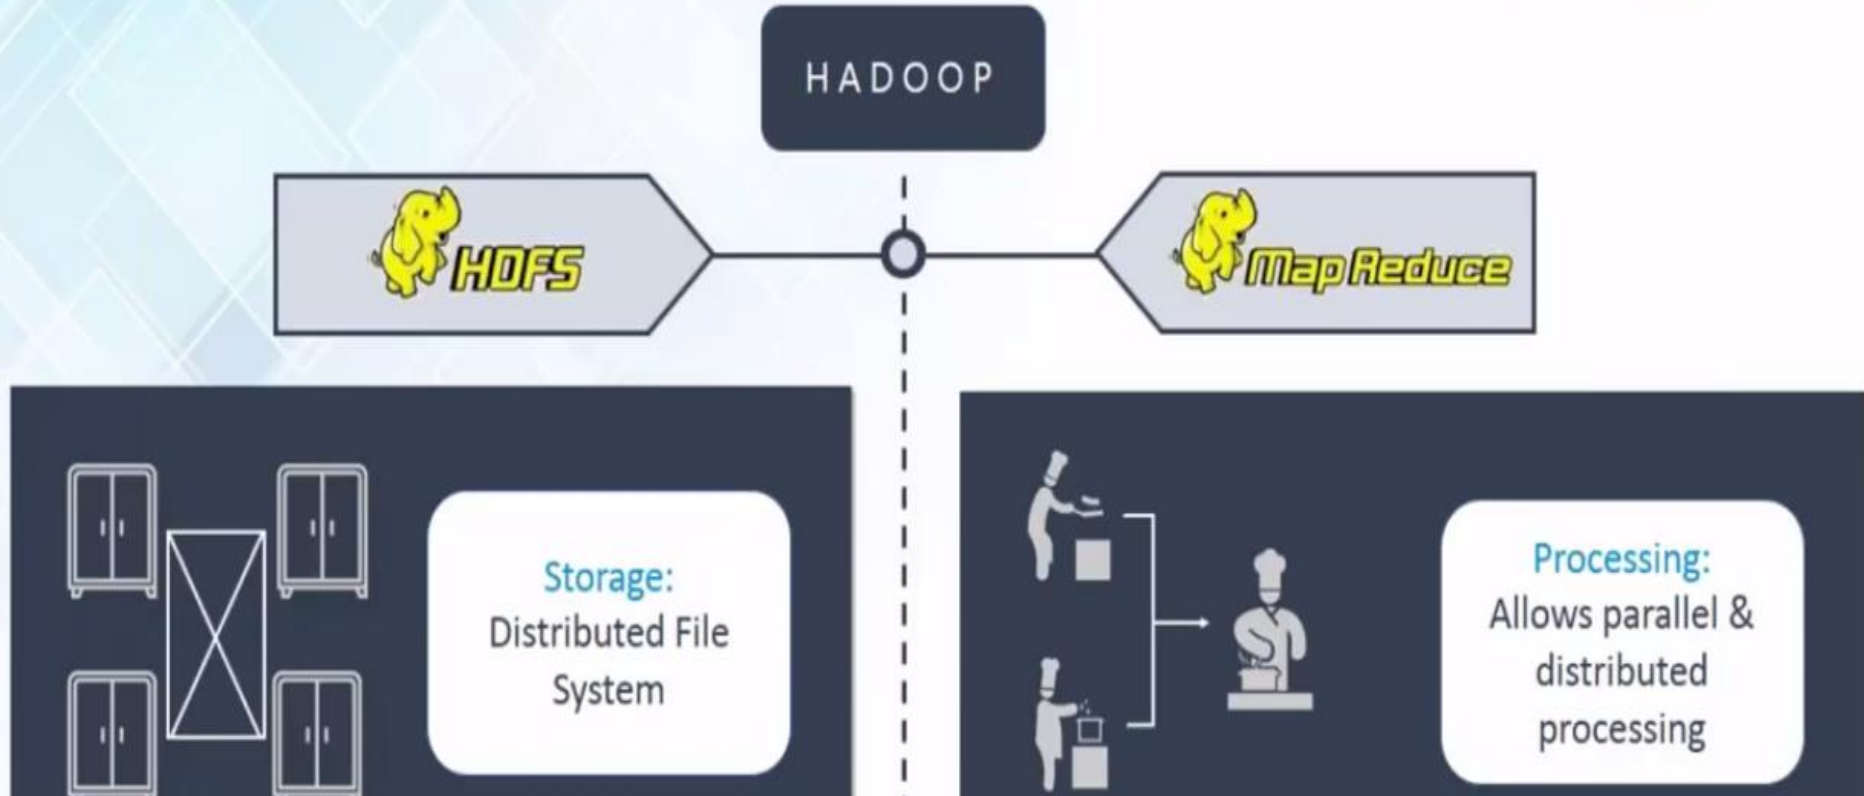 HADOOP
HDFS
Map Reduce
Storage:
Distributed File
System
Processing:
Allows parallel &
distributed
processing